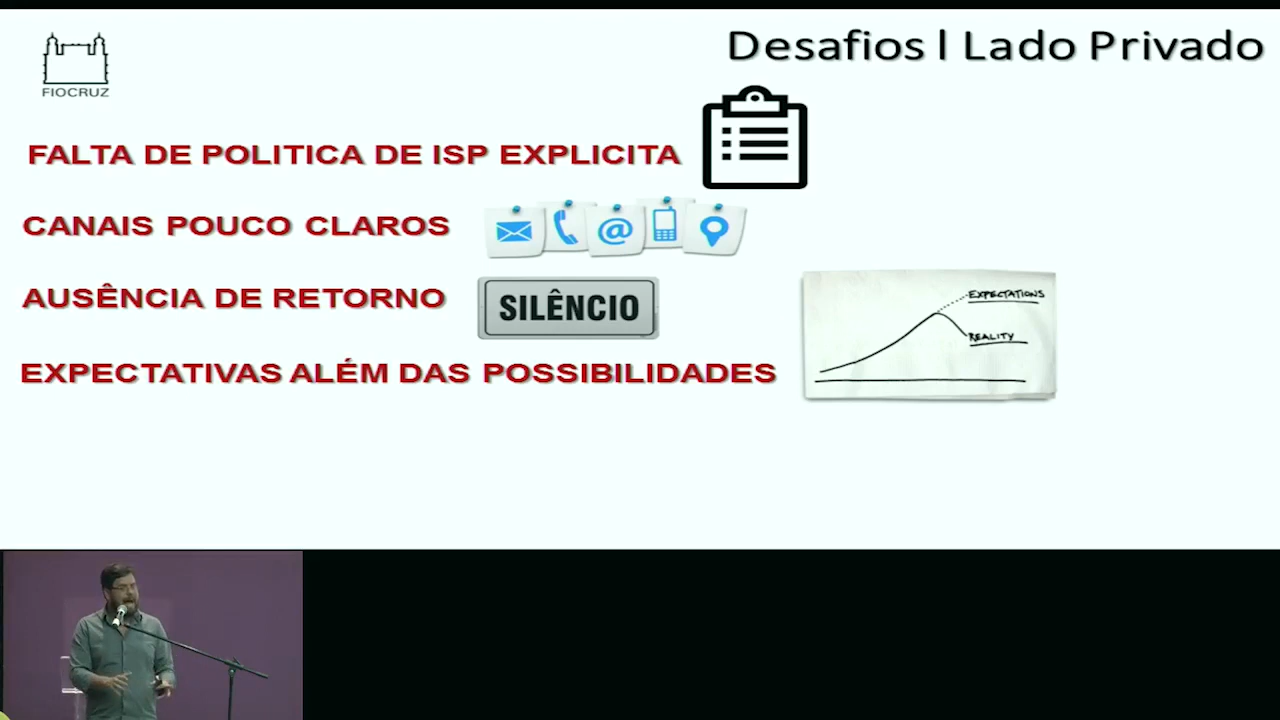 Desafios l Lado Privado
FIOCRUZ
FALTA DE POLITICA DE ISP EXPLICITA
CANAIS POUCO CLAROS
@
AUSÊNCIA DE RETORNO
SILÊNCIO
EXPECTATIONS
REALITY
EXPECTATIVAS ALÉM DAS POSSIBILIDADES